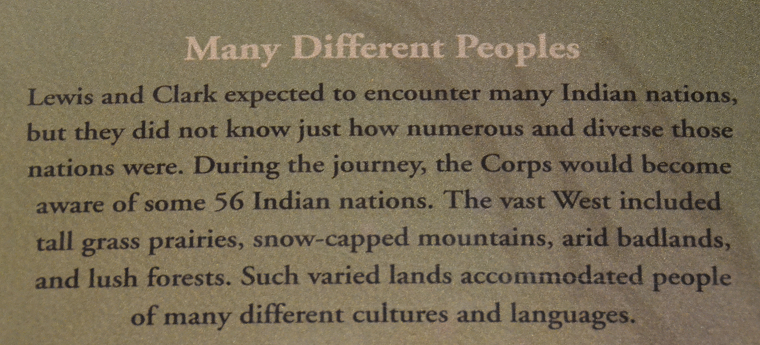 Many Different Peoples
Lewis and Clark expected to encounter many Indian nations,
but they did not know just how numerous and diverse those
nations were. During the journey, the Corps would become
aware of some 56 Indian nations. The vast West included
tall grass prairies, snow-capped mountains, arid badlands,
and lush forests. Such varied lands accommodated people
of many different cultures and languages.